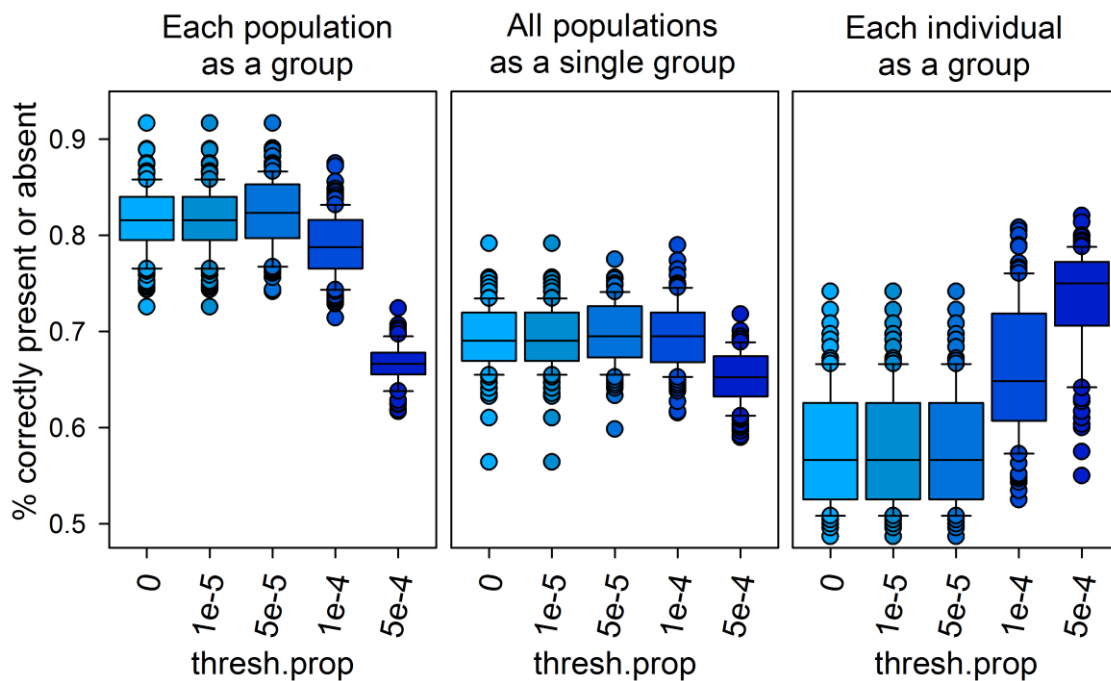 Each population
as a group
All populations
as a single group
Each individual
as a group
% correctly present or absent
0.9
0.8
0.7
0.6
0.5
0
1e-5
5e-5
1e-4
5e-4
0
1e-5
5e-5
1e-4
5e-4
0
1e-5
5e-5
1e-4
5e-4
thresh.prop
thresh.prop
thresh.prop